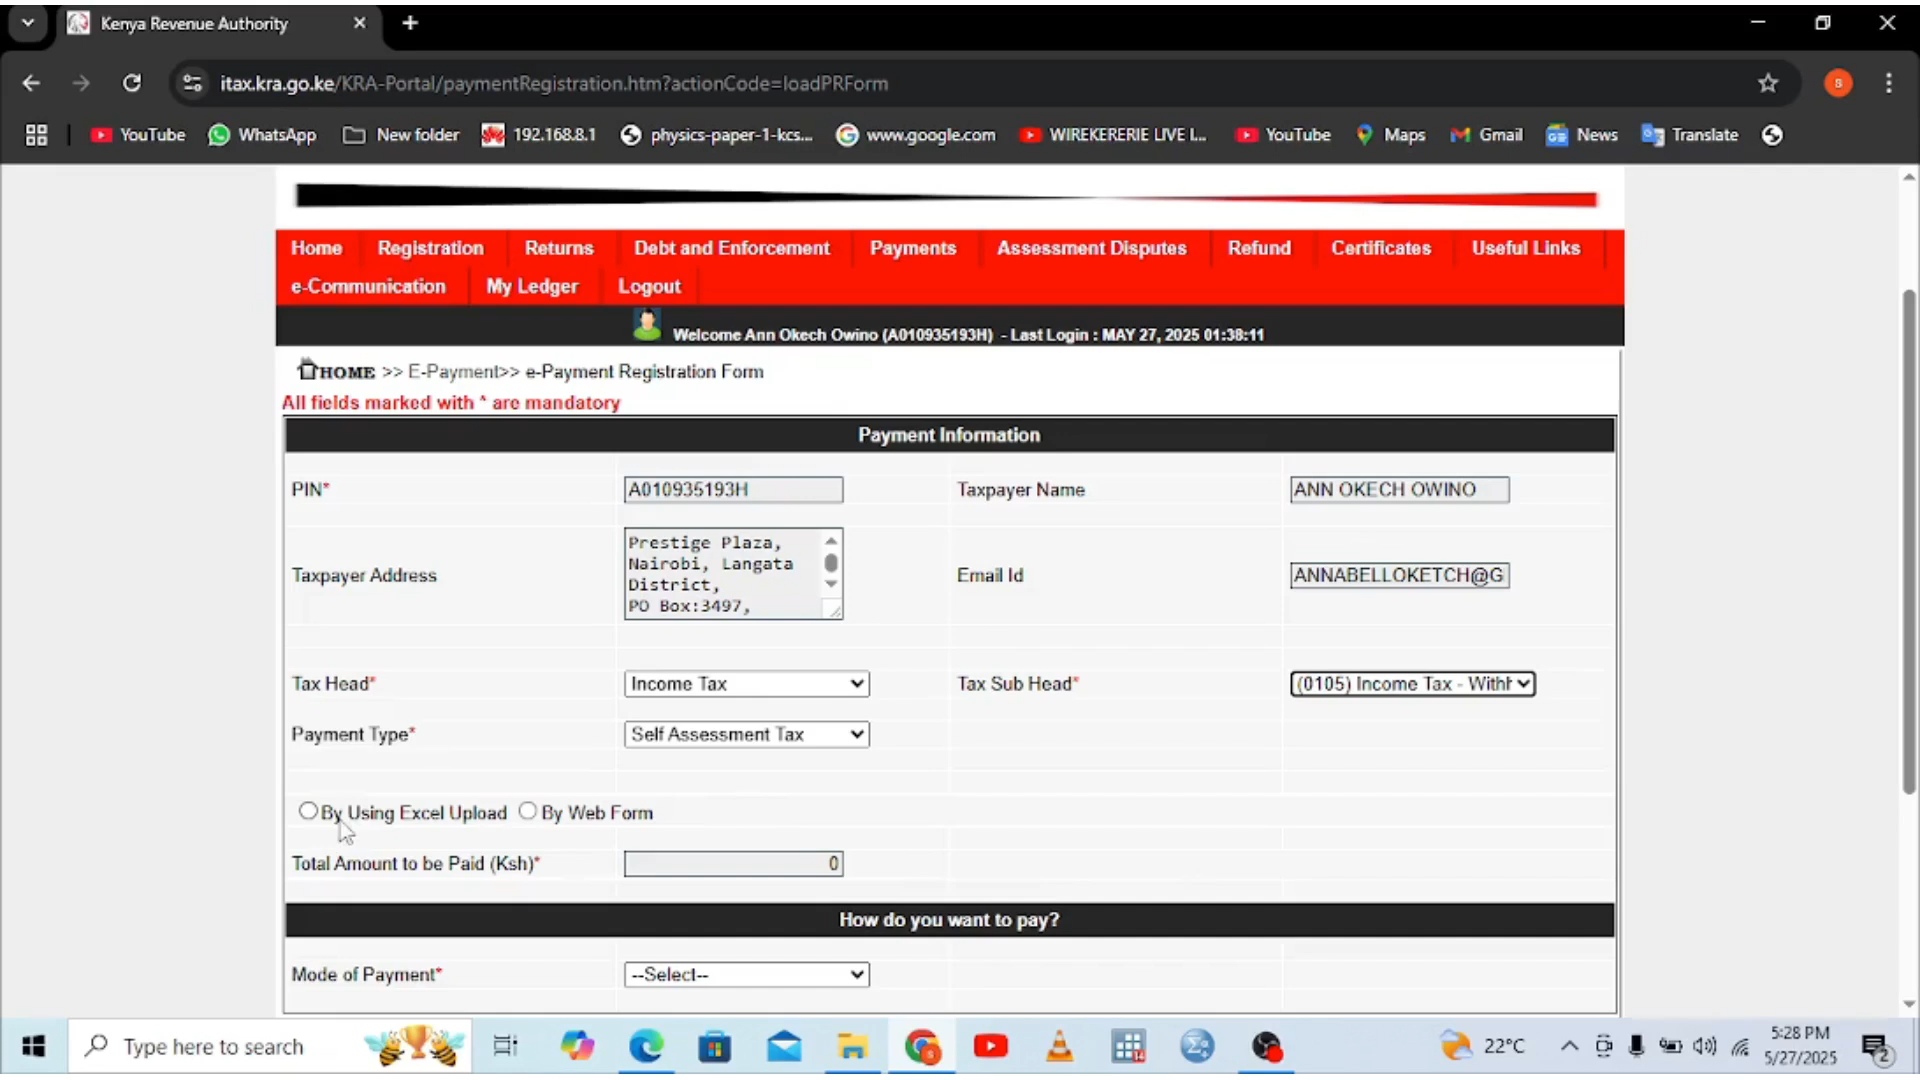 Kenya Revenue Authority
itax.kra.go.ke/KRA-Portal/paymentRegistration.htm?actionCode=loadPRForm
S
YouTube WhatsApp New folder 192.168.8.1 physics-paper-1-kcs... www.google.com WIREKERERIE LIVE I... YouTube Maps Gmail News Translate
Home Registration Returns Debt and Enforcement Payments Assessment Disputes Refund Certificates Useful Links
e-Communication My Ledger Logout
Welcome Ann Okech Owino (A010935193H) - Last Login : MAY 27, 2025 01:38:11
HOME >> E-Payment>> e-Payment Registration Form
All fields marked with * are mandatory
Payment Information
PIN* A010935193H Taxpayer Name ANN OKECH OWINO
Taxpayer Address
Prestige Plaza,
Nairobi, Langata
District,
PO Box:3497,
Email Id ANNABELLOKETCH@G
Tax Head* Income Tax Tax Sub Head* (0105) Income Tax - Withh
Payment Type* Self Assessment Tax
By Using Excel Upload By Web Form
Total Amount to be Paid (Ksh)* 0
How do you want to pay?
Mode of Payment* --Select--
Type here to search 22°C 5:28 PM
5/27/2025
2